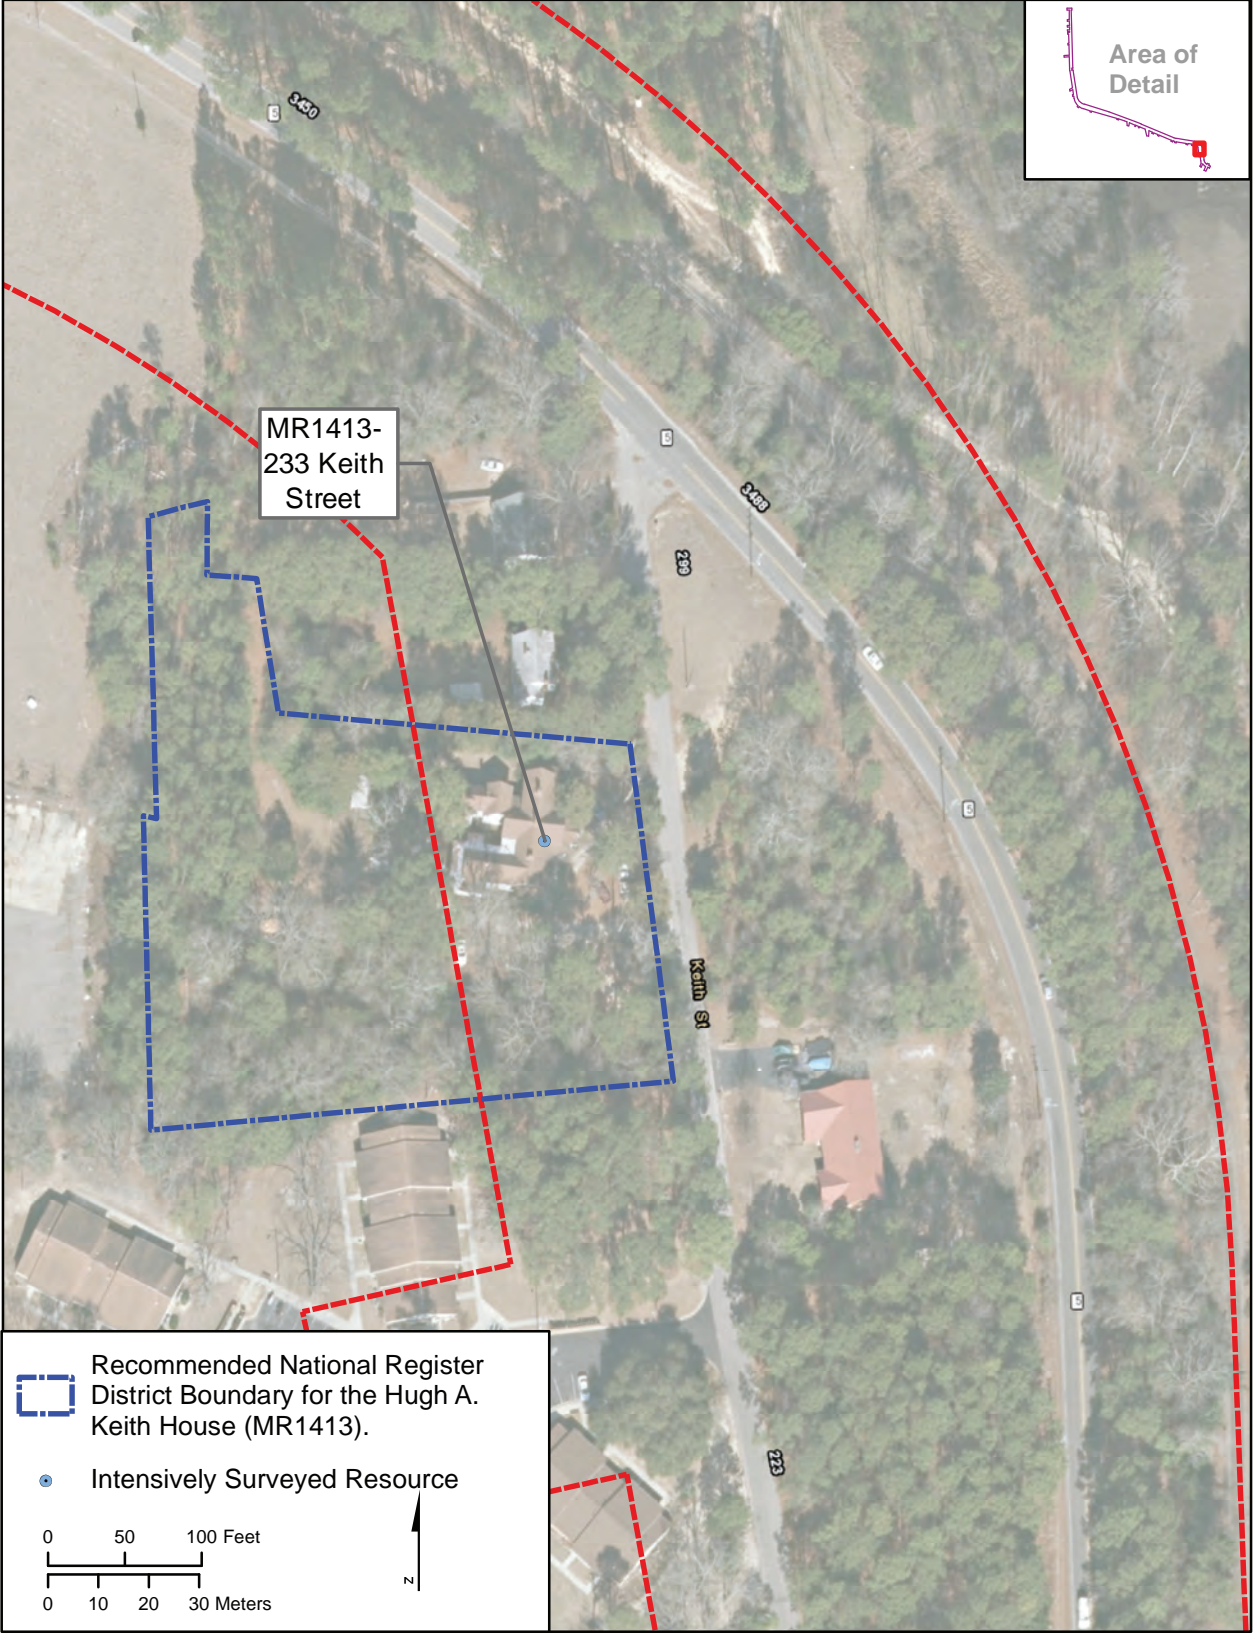 Area of
Detail
3450
5
MR1413-
233 Keith
Street
5
3488
299
5
Keith St
5
223
Recommended National Register
District Boundary for the Hugh A.
Keith House (MR1413).
Intensively Surveyed Resource
0 50 100 Feet
0 10 20 30 Meters
N